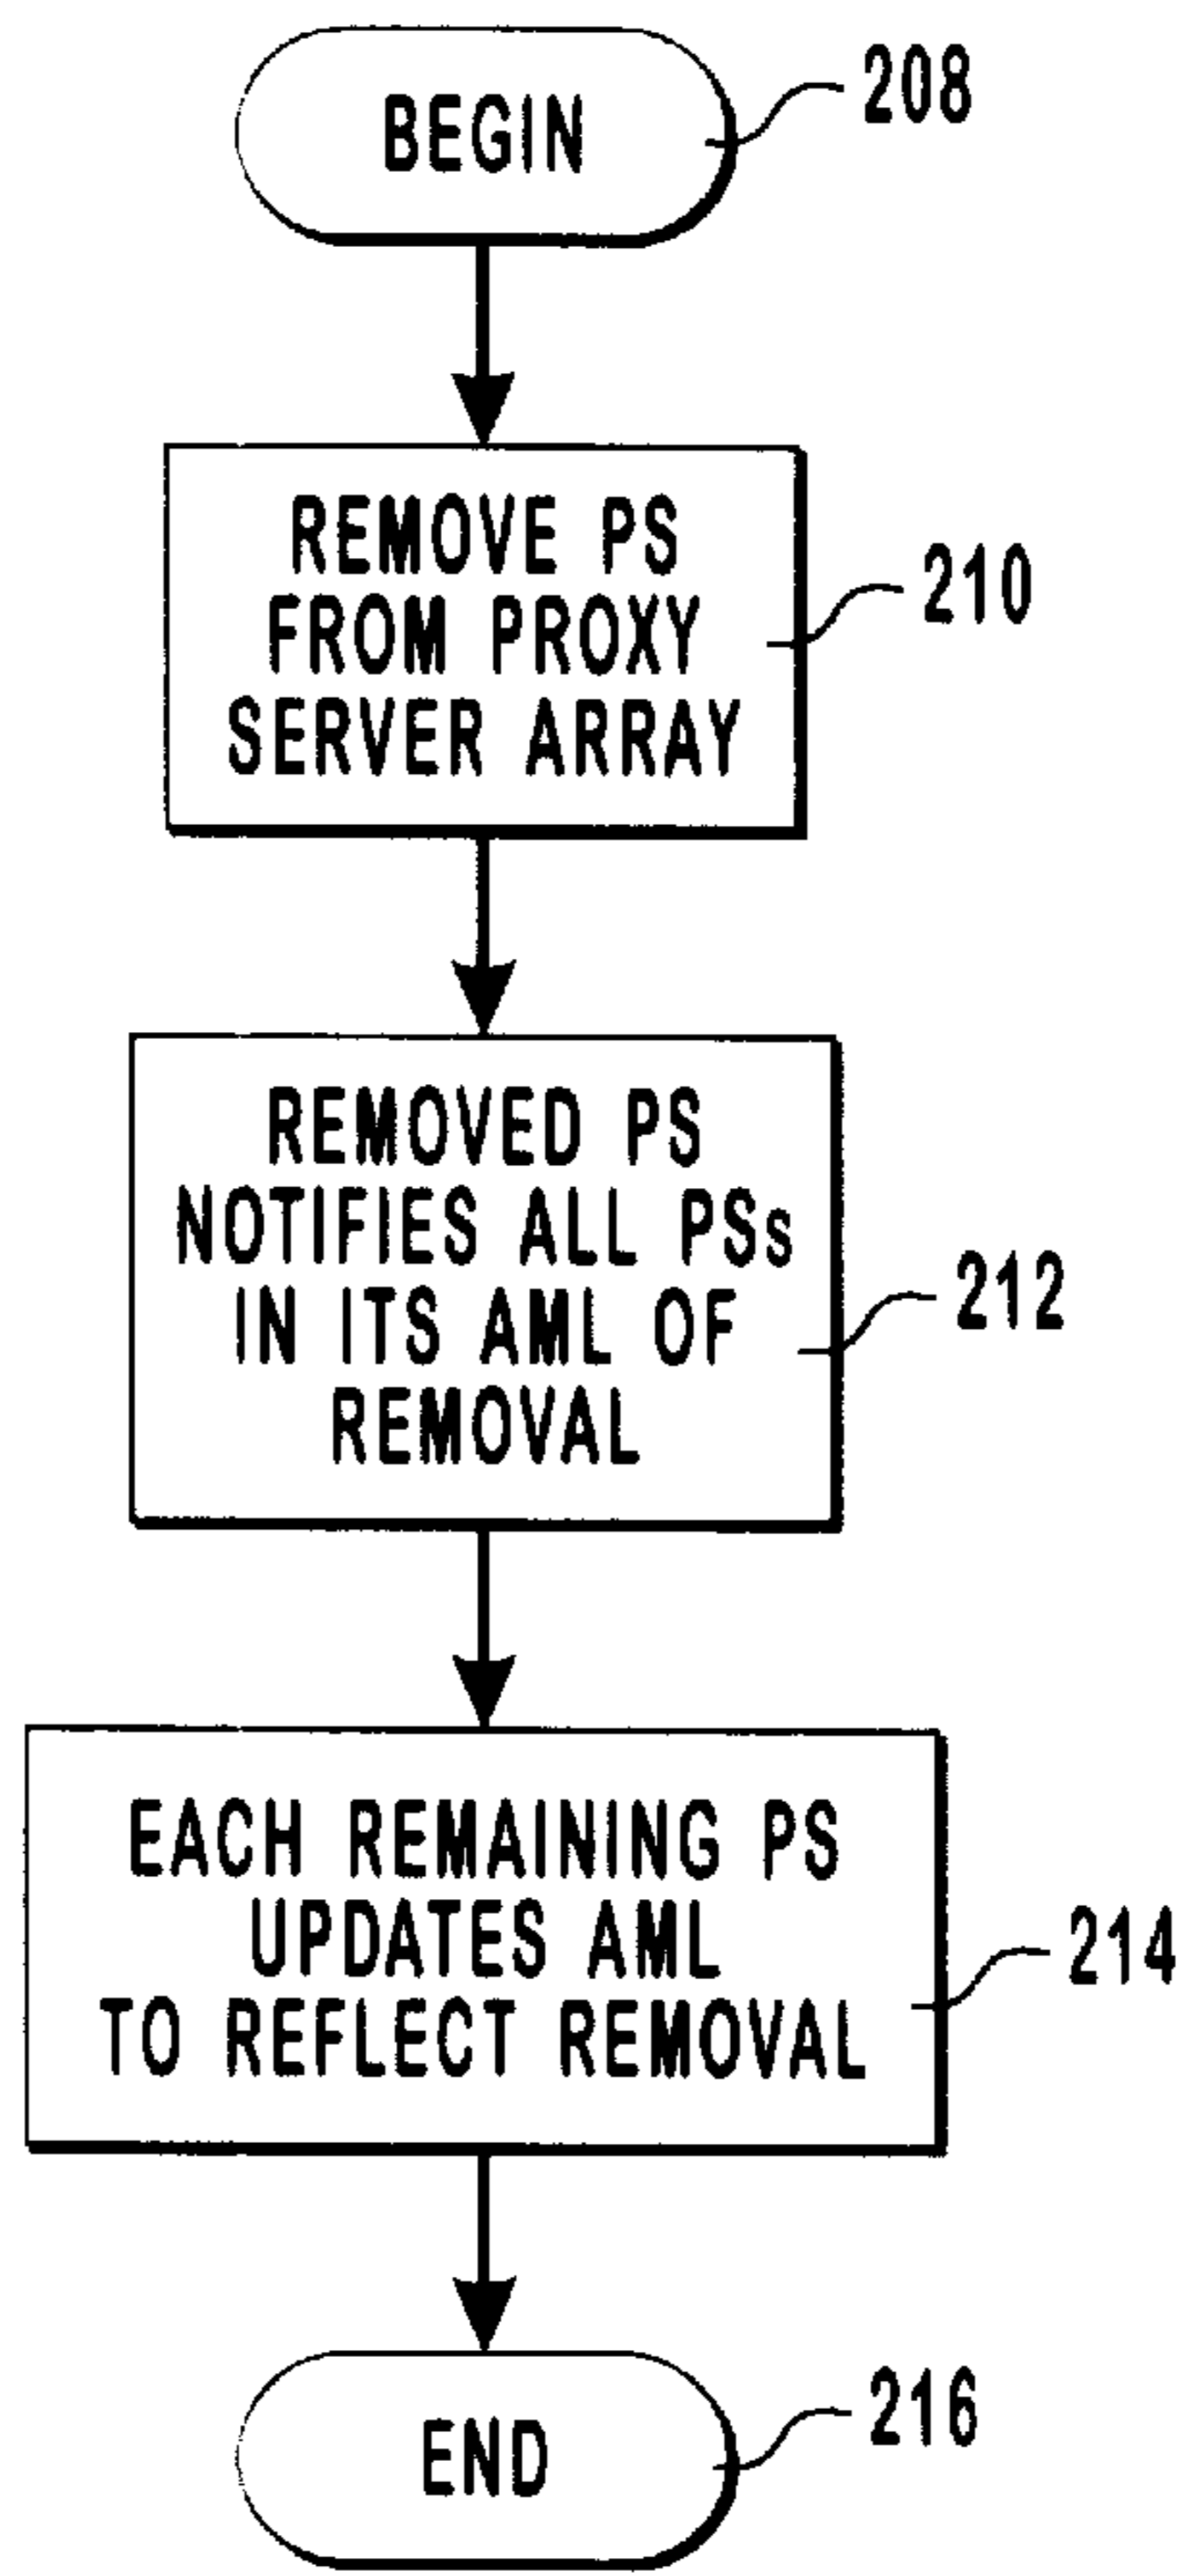 BEGIN
208
REMOVE PS
FROM PROXY
SERVER ARRAY
210
REMOVED PS
NOTIFIES ALL PSs
IN ITS AML OF
REMOVAL
212
EACH REMAINING PS
UPDATES AML
TO REFLECT REMOVAL
214
END
216